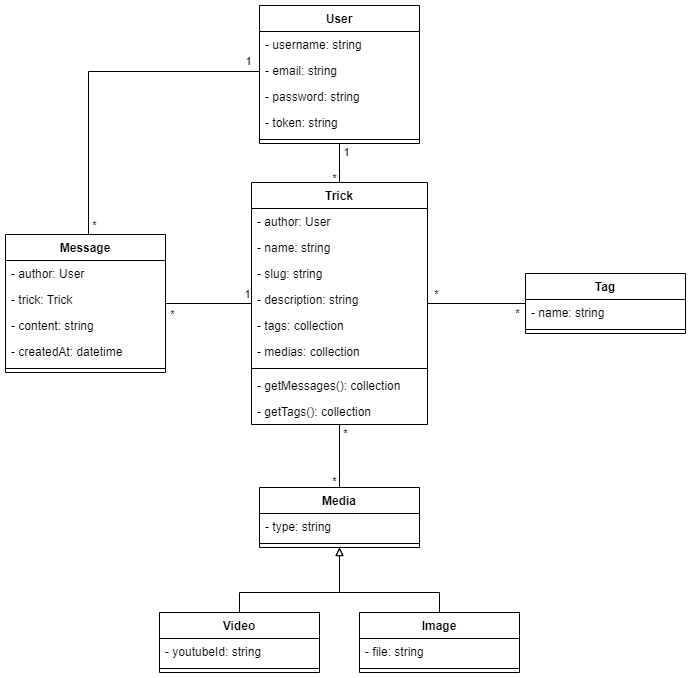 User
- username: string
- email: string
- password: string
- token: string
1
1
*
*
Trick
- author: User
- name: string
- slug: string
- description: string
- tags: collection
- medias: collection
- getMessages(): collection
- getTags(): collection
Message
- author: User
- trick: Trick
- content: string
- createdAt: datetime
1
*
*
*
Tag
- name: string
*
*
Media
- type: string
Video
- youtubeId: string
Image
- file: string